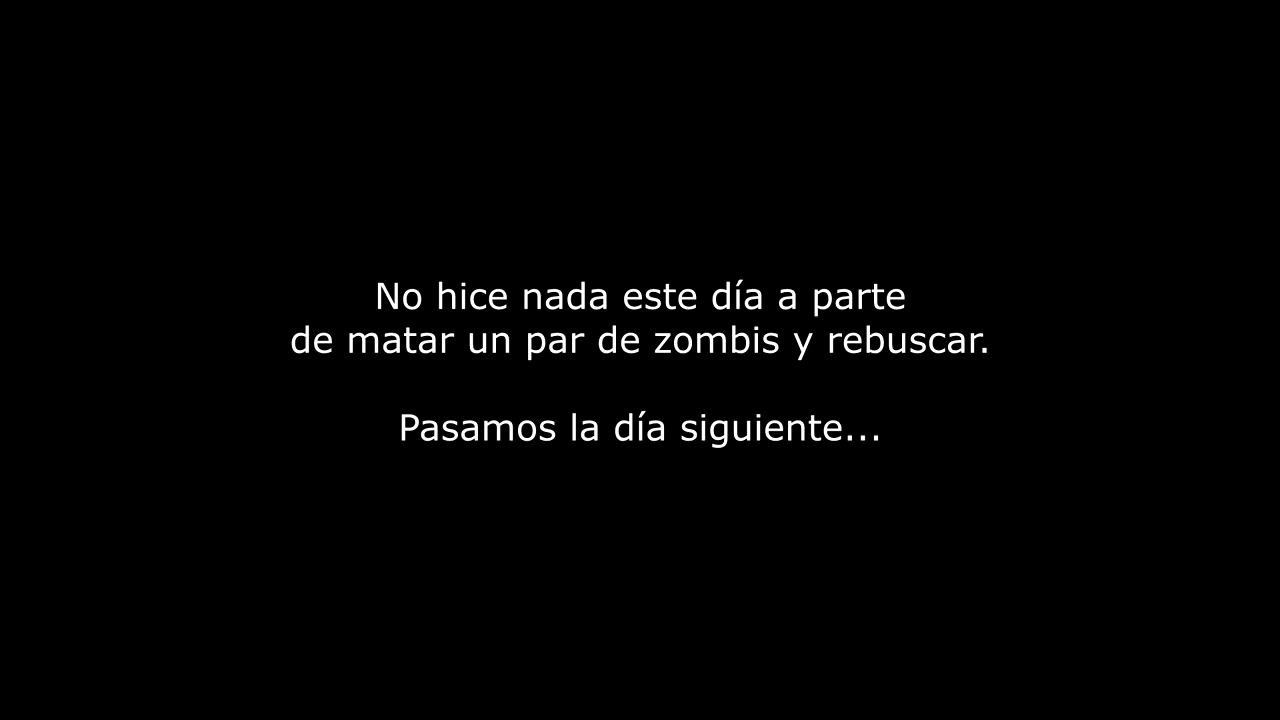 No hice nada este día a parte
de matar un par de zombis y rebuscar.
Pasamos la día siguiente...